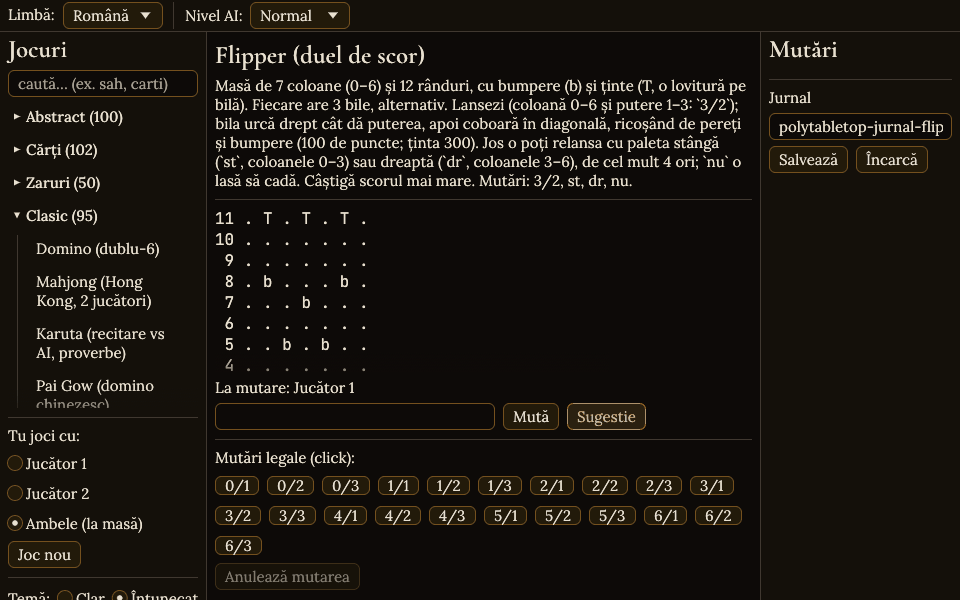 Limbă: Română ▼ Nivel AI: Normal ▼
Jocuri
caută... (ex. sah, carti)
▸ Abstract (100)
▸ Cărți (102)
▸ Zaruri (50)
▾ Clasic (95)
Domino (dublu-6)
Mahjong (Hong
Kong, 2 jucători)
Karuta (recitare vs
AI, proverbe)
Pai Gow (domino
chinezesc)
Tu joci cu:
Jucător 1
Jucător 2
Ambele (la masă)
Joc nou
Temă: Clar Întunecat
Flipper (duel de scor)
Masă de 7 coloane (0–6) și 12 rânduri, cu bumpere (b) și ținte (T, o lovitură pe
bilă). Fiecare are 3 bile, alternativ. Lansezi (coloană 0–6 și putere 1–3: `3/2`);
bila urcă drept cât dă puterea, apoi coboară în diagonală, ricoșând de pereți
și bumpere (100 de puncte; ținta 300). Jos o poți relansa cu paleta stângă
(`st`, coloanele 0–3) sau dreaptă (`dr`, coloanele 3–6), de cel mult 4 ori; `nu` o
lasă să cadă. Câștigă scorul mai mare. Mutări: 3/2, st, dr, nu.
11 . T . T . T .
10 . . . . . . .
9 . . . . . . .
8 . b . . . b .
7 . . . b . . .
6 . . . . . . .
5 . . b . b . .
4 . . . . . . .
La mutare: Jucător 1
Mută Sugestie
Mutări legale (click):
0/1 0/2 0/3 1/1 1/2 1/3 2/1 2/2 2/3 3/1
3/2 3/3 4/1 4/2 4/3 5/1 5/2 5/3 6/1 6/2
6/3
Anulează mutarea
Mutări
Jurnal
polytabletop-jurnal-flip
Salvează Încarcă